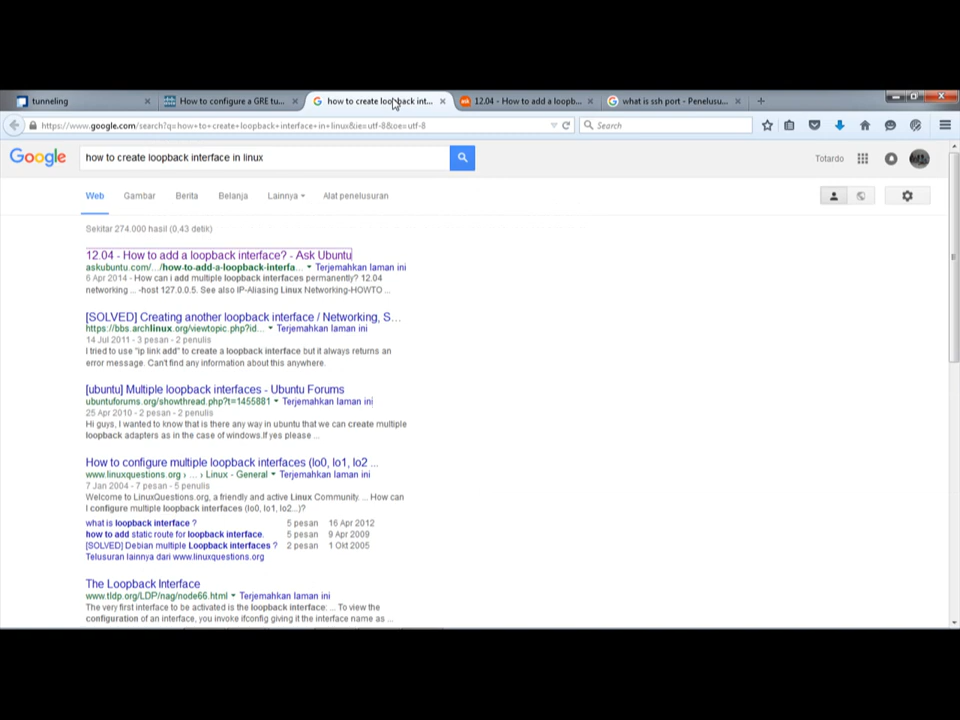 tunneling
How to configure a GRE tu...
how to create loopback int...
12.04 - How to add a loopb...
what is ssh port - Penelusu...
https://www.google.com/search?q=how+to+create+loopback+interface+in+linux&ie=utf-8&oe=utf-8
Search
Google
how to create loopback interface in linux
Totardo
Web
Gambar
Berita
Belanja
Lainnya
Alat penelusuran
Sekitar 274.000 hasil (0,43 detik)
12.04 - How to add a loopback interface? - Ask Ubuntu
askubuntu.com/.../how-to-add-a-loopback-interfa... Terjemahkan laman ini
6 Apr 2014 - How can i add multiple loopback interfaces permanently? 12.04
networking ... -host 127.0.0.5. See also IP-Aliasing Linux Networking-HOWTO ...
[SOLVED] Creating another loopback interface / Networking, S...
https://bbs.archlinux.org/viewtopic.php?id... Terjemahkan laman ini
14 Jul 2011 - 3 pesan - 2 penulis
I tried to use "ip link add" to create a loopback interface but it always returns an
error message. Can't find any information about this anywhere.
[ubuntu] Multiple loopback interfaces - Ubuntu Forums
ubuntuforums.org/showthread.php?t=1455881 Terjemahkan laman ini
25 Apr 2010 - 2 pesan - 2 penulis
Hi guys, I wanted to know that is there any way in ubuntu that we can create multiple
loopback adapters as in the case of windows.If yes please ...
How to configure multiple loopback interfaces (lo0, lo1, lo2 ...
www.linuxquestions.org › ... › Linux - General Terjemahkan laman ini
7 Jan 2004 - 7 pesan - 5 penulis
Welcome to LinuxQuestions.org, a friendly and active Linux Community. ... How can
I configure multiple loopback interfaces (lo0, lo1, lo2...)?
what is loopback interface ? 5 pesan 16 Apr 2012
how to add static route for loopback interface. 5 pesan 9 Apr 2009
[SOLVED] Debian multiple Loopback interfaces ? 2 pesan 1 Okt 2005
Telusuran lainnya dari www.linuxquestions.org
The Loopback Interface
www.tldp.org/LDP/nag/node66.html Terjemahkan laman ini
The very first interface to be activated is the loopback interface: ... To view the
configuration of an interface, you invoke ifconfig giving it the interface name as ...